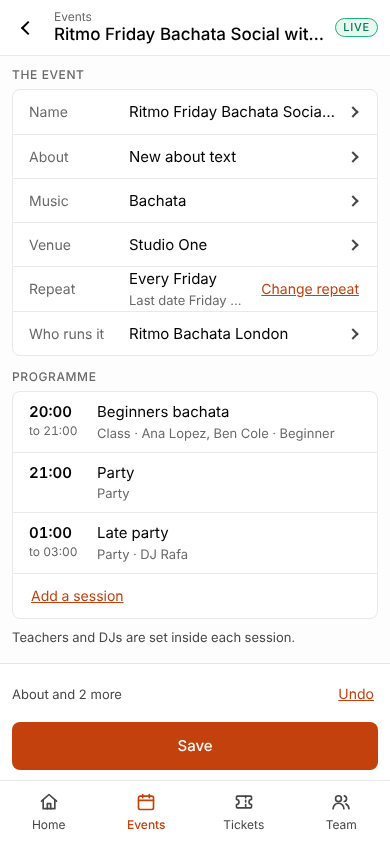 Events
Ritmo Friday Bachata Social wit...
LIVE
THE EVENT
Name
Ritmo Friday Bachata Socia...
About
New about text
Music
Bachata
Venue
Studio One
Repeat
Every Friday
Last date Friday ...
Change repeat
Who runs it
Ritmo Bachata London
PROGRAMME
20:00
Beginners bachata
to 21:00
Class · Ana Lopez, Ben Cole · Beginner
21:00
Party
Party
01:00
Late party
to 03:00
Party · DJ Rafa
Add a session
Teachers and DJs are set inside each session.
About and 2 more
Undo
Save
Home
Events
Tickets
Team